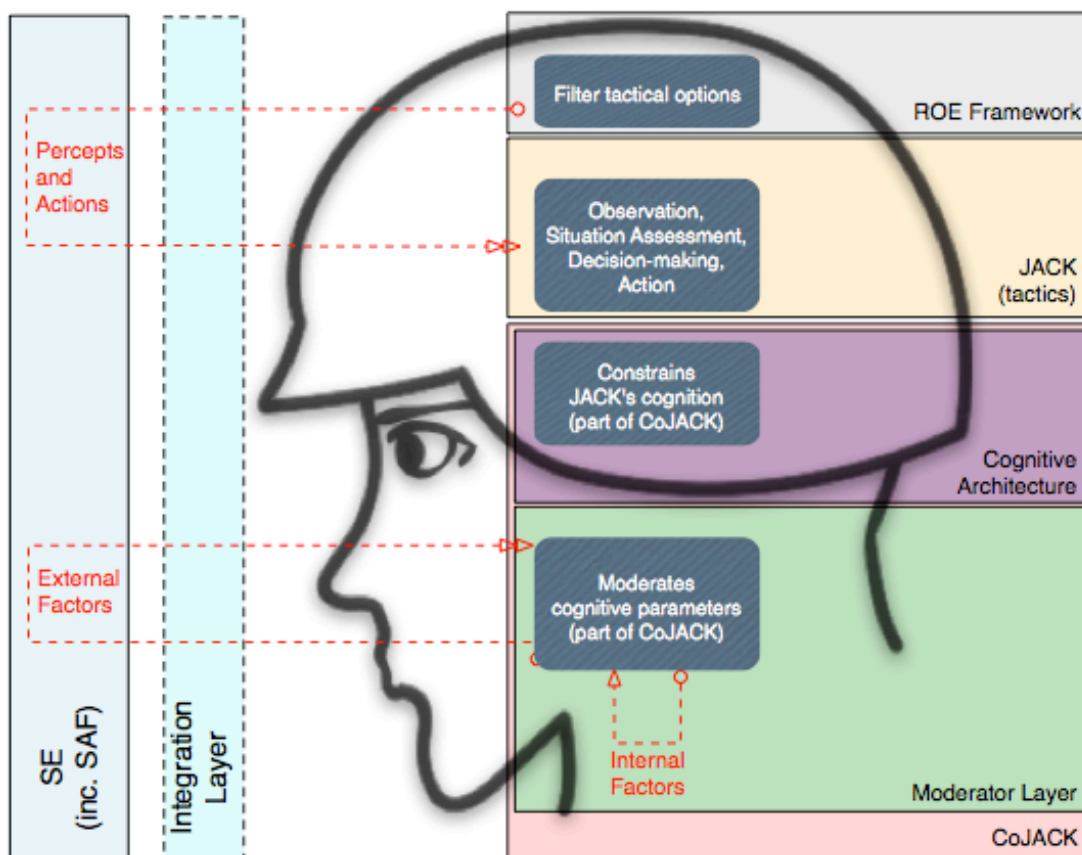 Filter tactical options
ROE Framework
Percepts
and
Actions
Observation,
Situation Assessment,
Decision-making,
Action
JACK
(tactics)
Constrains
JACK's cognition
(part of CoJACK)
Cognitive
Architecture
External
Factors
Moderates
cognitive parameters
(part of CoJACK)
Internal
Factors
Moderator Layer
CoJACK
SE
(inc. SAF)
Integration
Layer